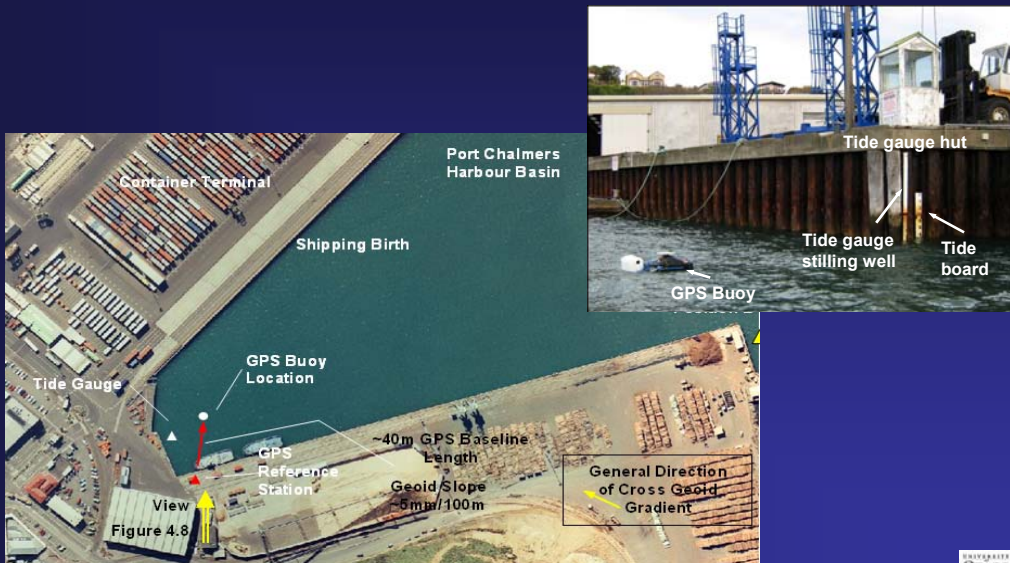 Tide gauge hut
Tide gauge
stilling well
Tide
board
GPS Buoy
Port Chalmers
Harbour Basin
Container Terminal
Shipping Birth
GPS Buoy
Location
Tide Gauge
~40m GPS Baseline
Length
GPS
Reference
Station
Geoid Slope
~5mm/100m
General Direction
of Cross Geoid
Gradient
View
Figure 4.8